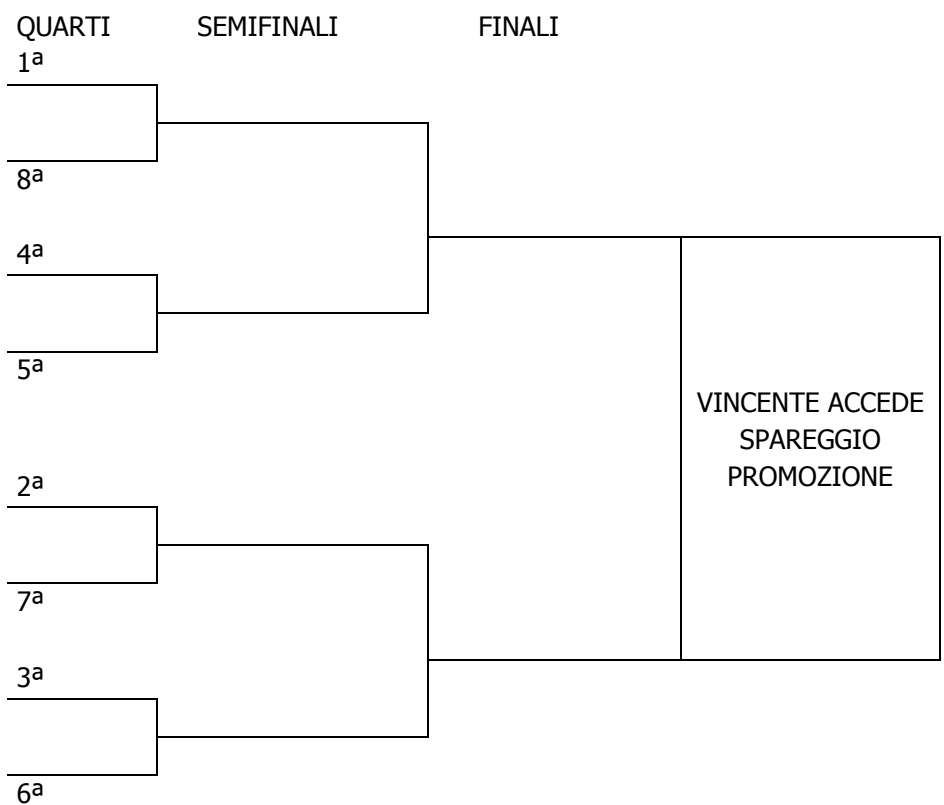 QUARTI SEMIFINALI FINALI
1ª
8ª
4ª
5ª
VINCENTE ACCEDE
SPAREGGIO
PROMOZIONE
2ª
7ª
3ª
6ª